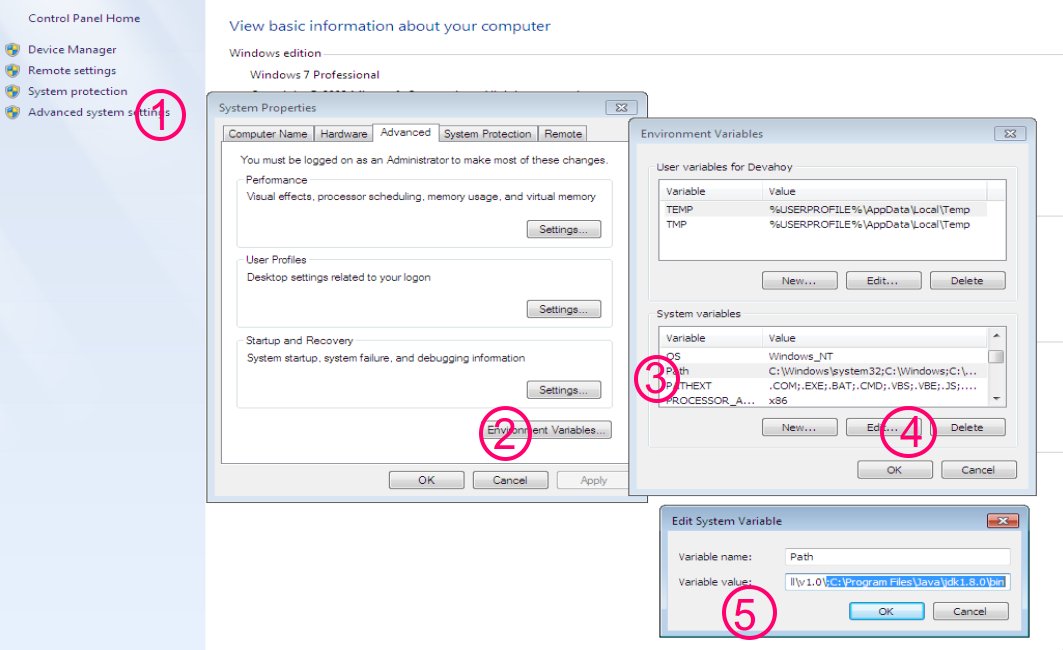 Control Panel Home
Device Manager
Remote settings
System protection
Advanced system settings
1
View basic information about your computer
Windows edition
Windows 7 Professional
System Properties
Computer Name
Hardware
Advanced
System Protection
Remote
You must be logged on as an Administrator to make most of these changes.
Performance
Visual effects, processor scheduling, memory usage, and virtual memory
Settings...
User Profiles
Desktop settings related to your logon
Settings...
Startup and Recovery
System startup, system failure, and debugging information
Settings...
2
Environment Variables...
OK
Cancel
Apply
Environment Variables
User variables for Devahoy
Variable Value
TEMP %USERPROFILE%\AppData\Local\Temp
TMP %USERPROFILE%\AppData\Local\Temp
New... Edit... Delete
System variables
Variable Value
OS Windows_NT
Path C:\Windows\system32;C:\Windows;C:\...
3
PATHEXT .COM;.EXE;.BAT;.CMD;.VBS;.VBE;.JS;....
PROCESSOR_A... x86
New... Edit... Delete
4
OK Cancel
Edit System Variable
Variable name: Path
Variable value: ll\v1.0\;C:\Program Files\Java\jdk1.8.0\bin
5
OK Cancel